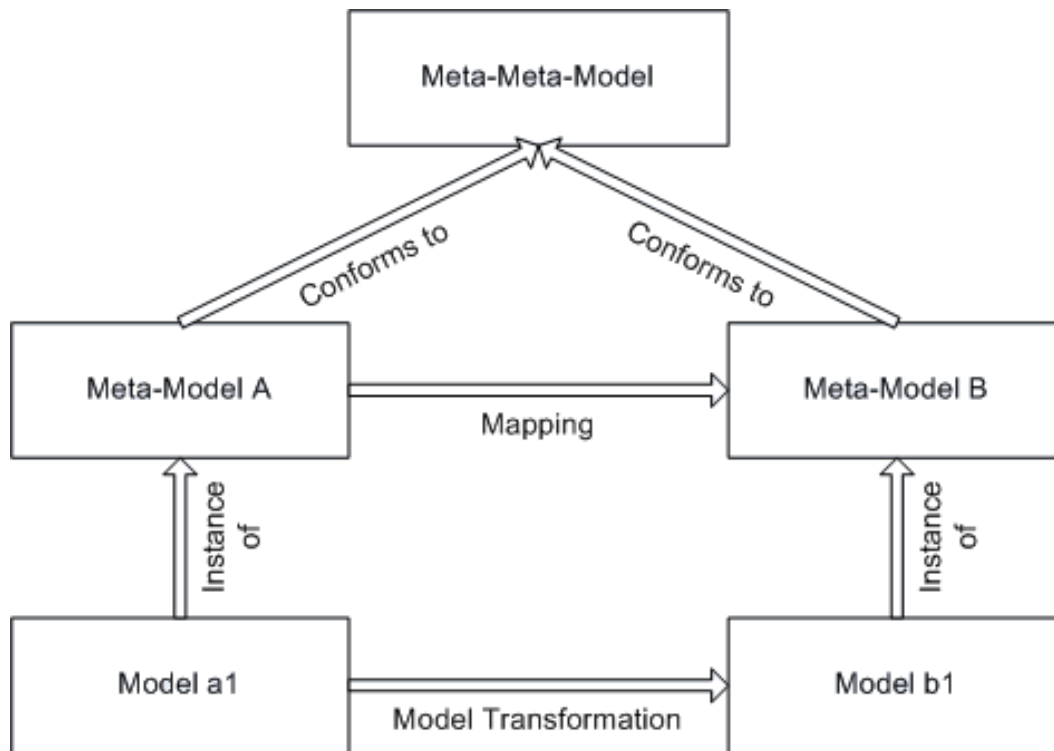 Meta-Meta-Model
Conforms to
Conforms to
Meta-Model A
Mapping
Meta-Model B
Instance
of
Instance
of
Model a1
Model Transformation
Model b1